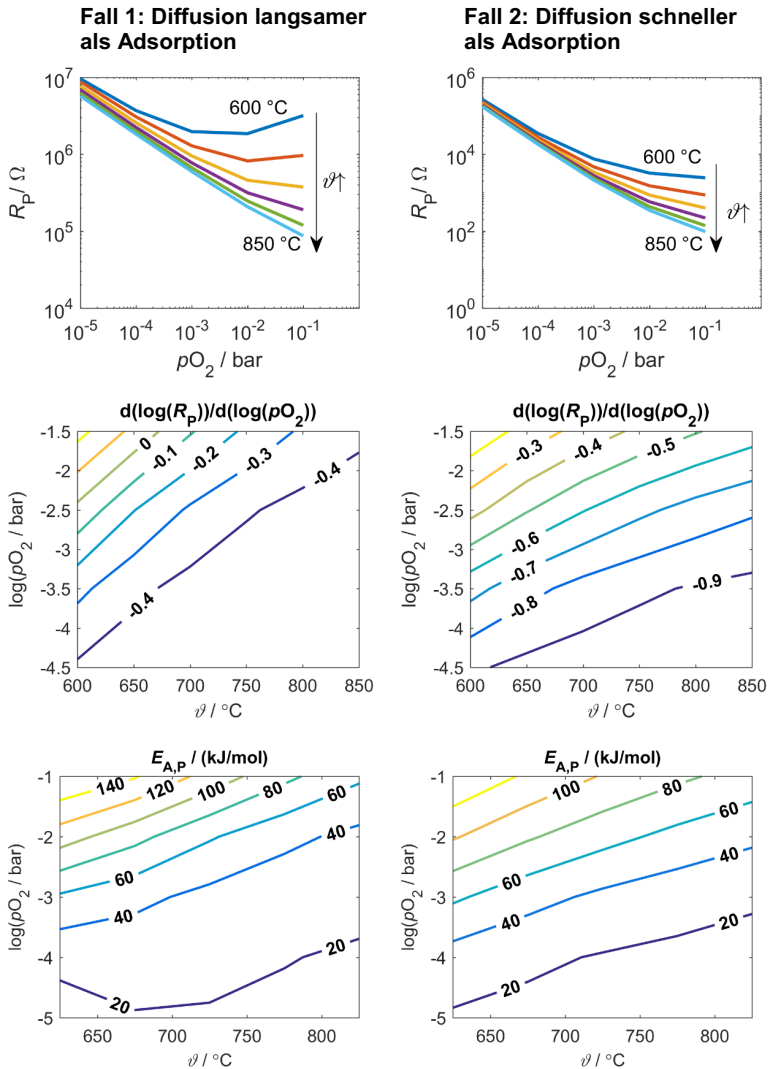 Fall 1: Diffusion langsamer
als Adsorption
Fall 2: Diffusion schneller
als Adsorption
10^7
10^6
10^5
10^4
R_P / Ω
600 °C
ϑ↑
850 °C
10^-5 10^-4 10^-3 10^-2 10^-1
pO_2 / bar
10^6
10^4
10^2
10^0
R_P / Ω
600 °C
ϑ↑
850 °C
10^-5 10^-4 10^-3 10^-2 10^-1
pO_2 / bar
d(log(R_P))/d(log(pO_2))
-1.5
-2
-2.5
-3
-3.5
-4
-4.5
log(pO_2 / bar)
0
-0.1
-0.2
-0.3
-0.4
-0.4
600 650 700 750 800 850
ϑ / °C
d(log(R_P))/d(log(pO_2))
-1.5
-2
-2.5
-3
-3.5
-4
-4.5
log(pO_2 / bar)
-0.3
-0.4
-0.5
-0.6
-0.7
-0.8
-0.9
600 650 700 750 800 850
ϑ / °C
E_A,P / (kJ/mol)
-1
-2
-3
-4
-5
log(pO_2 / bar)
140
120
100
80
60
40
60
40
20
20
650 700 750 800
ϑ / °C
E_A,P / (kJ/mol)
-1
-2
-3
-4
-5
log(pO_2 / bar)
100
80
60
40
60
40
20
20
650 700 750 800
ϑ / °C